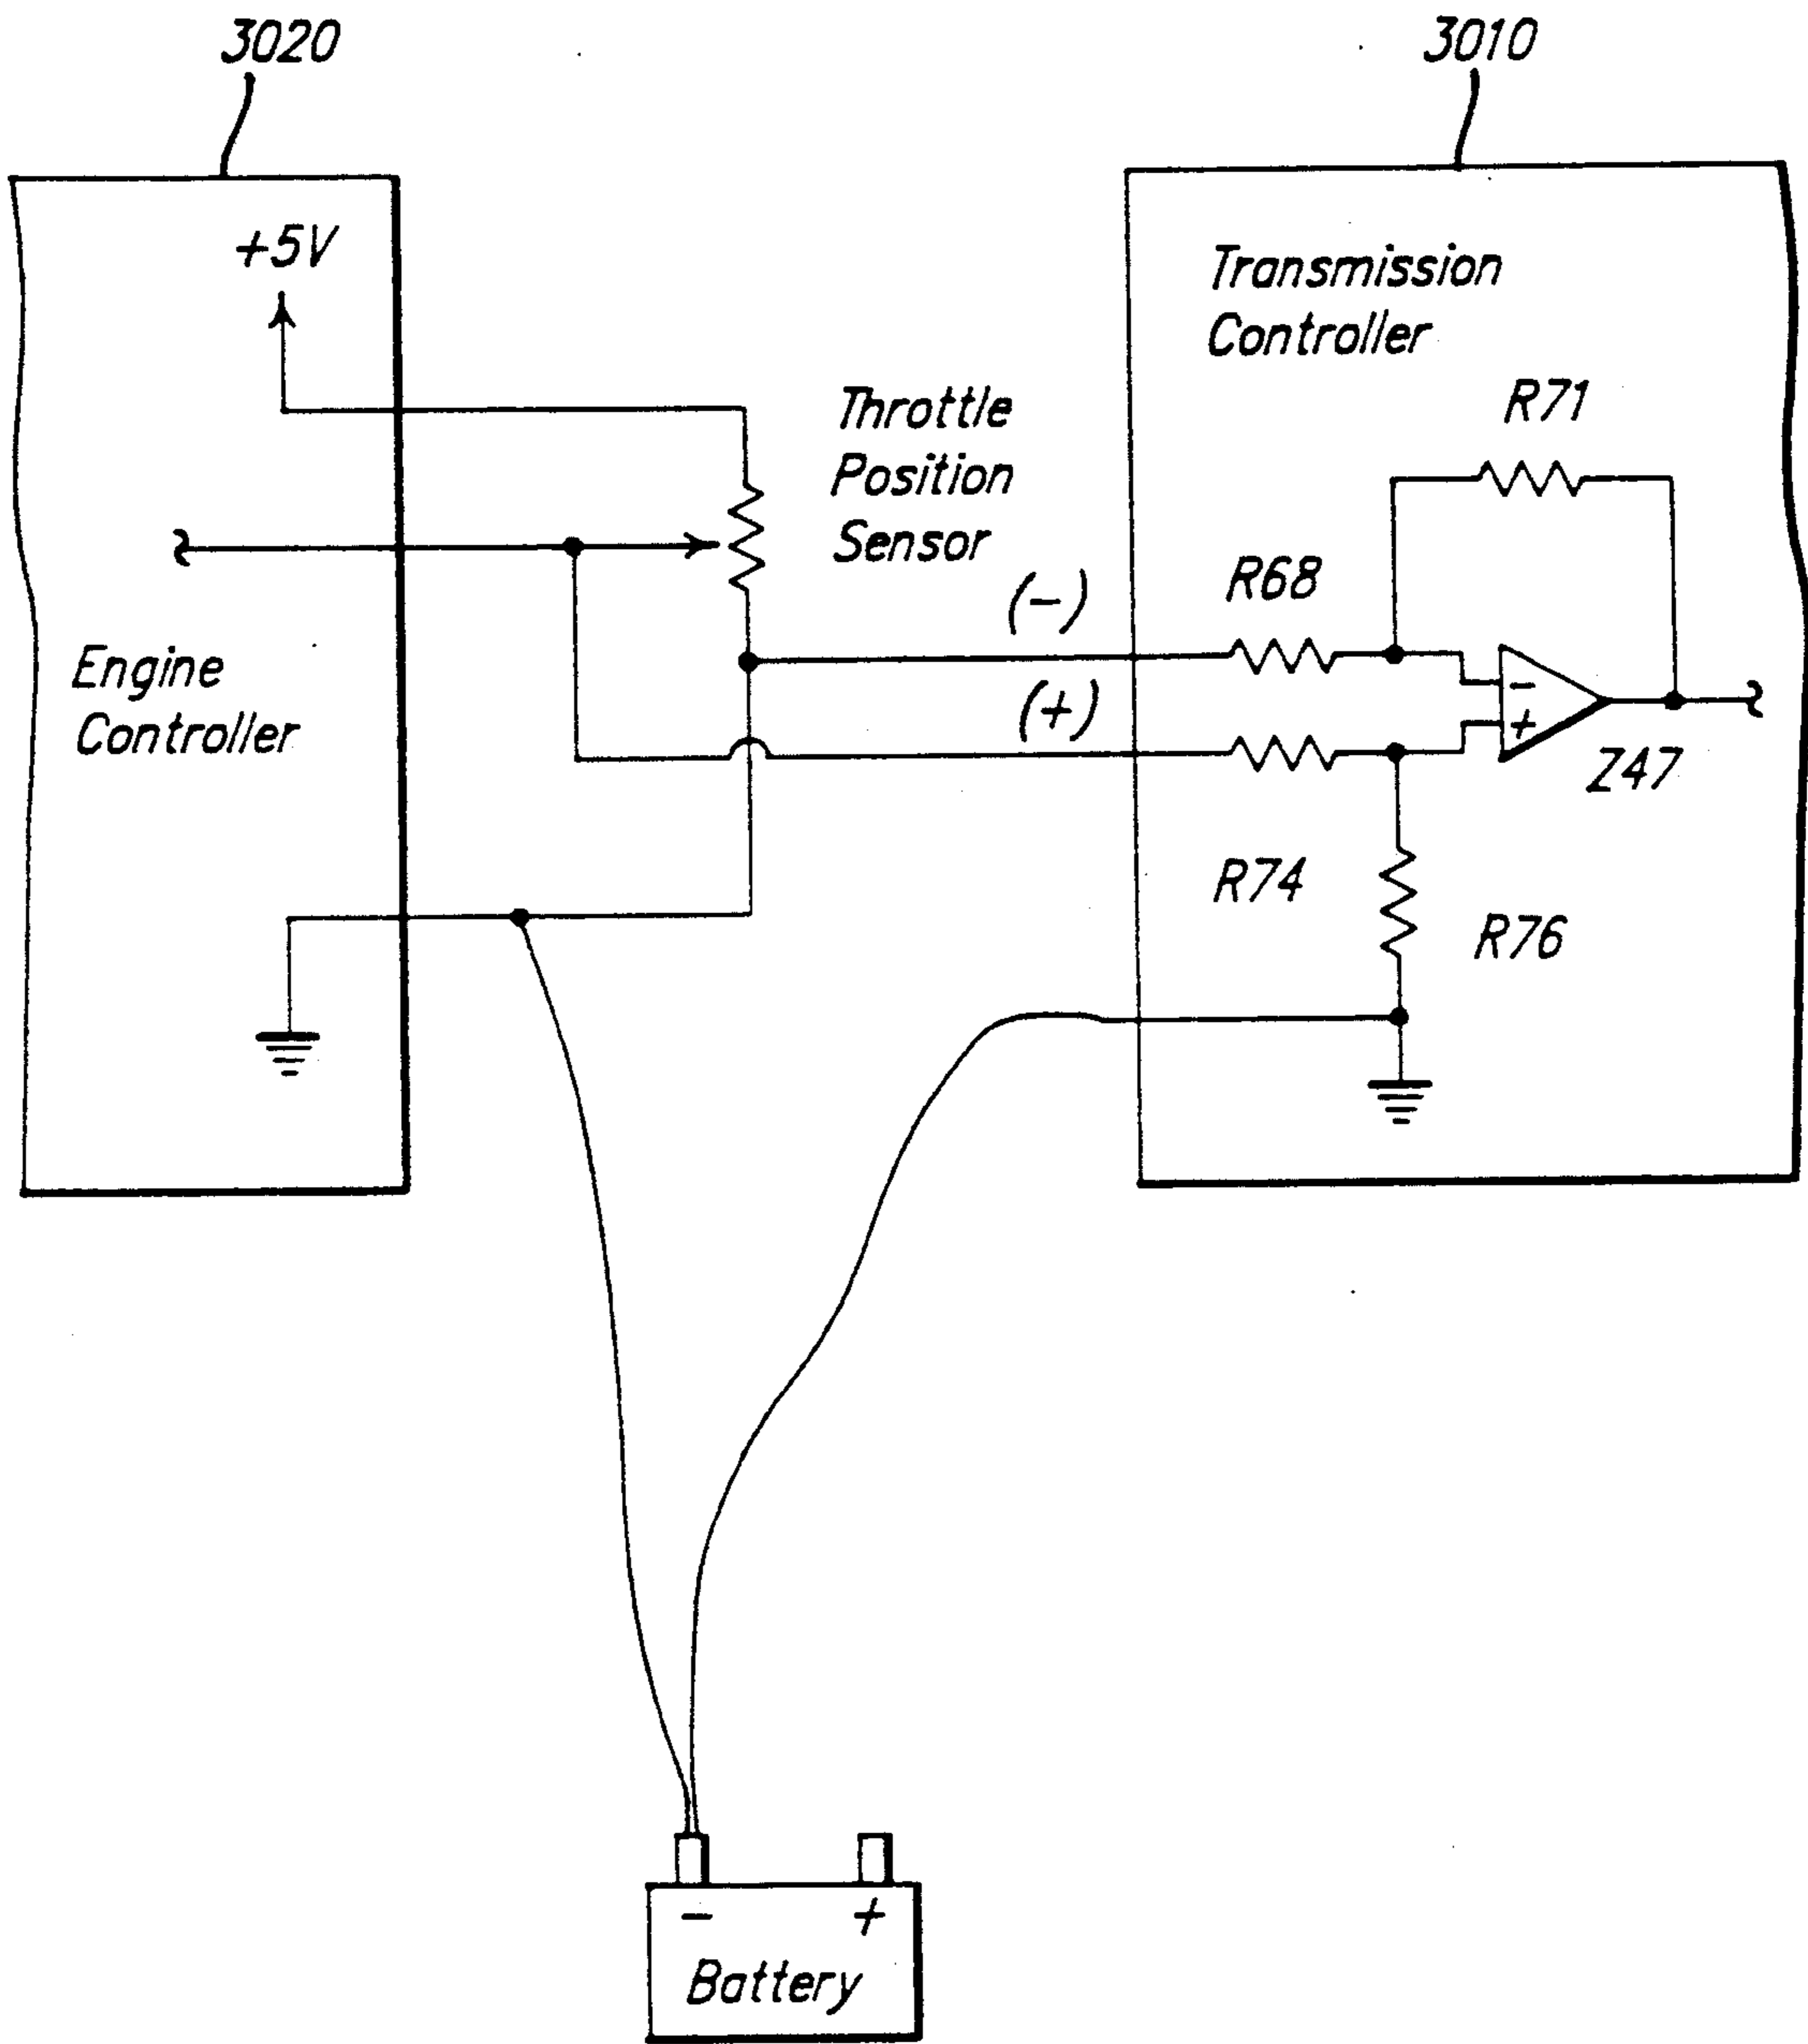 3020
3010
+5V
Transmission
Controller
R71
Throttle
Position
Sensor
(-)
R68
Engine
Controller
(+)
-
+
Z47
R74
R76
- +
Battery